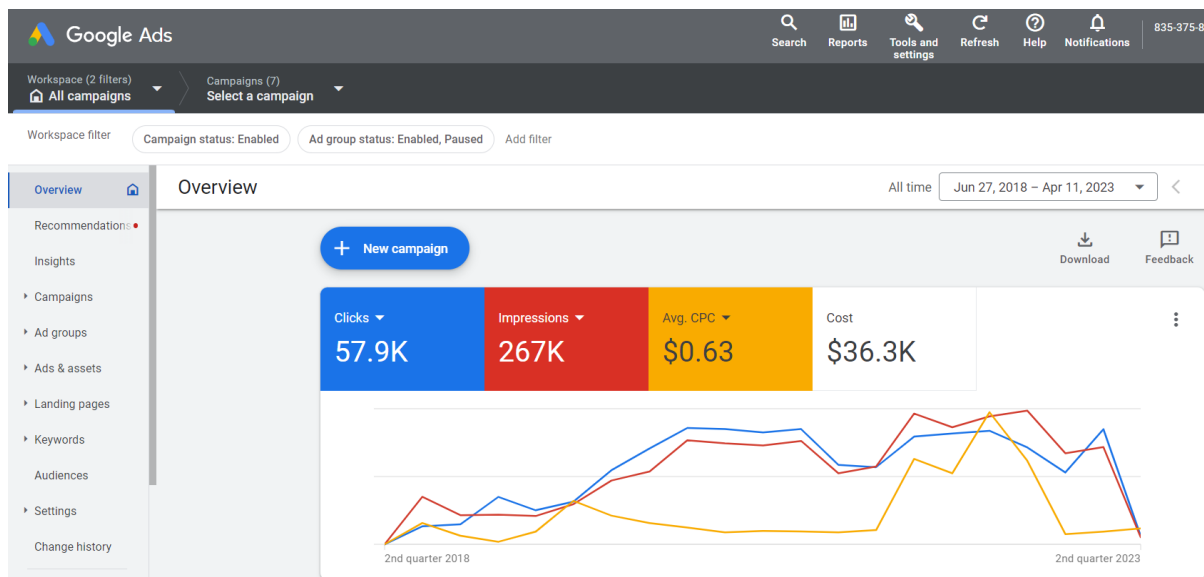 Google Ads
Search
Reports
Tools and
settings
Refresh
Help
Notifications
835-375-8
Workspace (2 filters)
All campaigns
Campaigns (7)
Select a campaign
Workspace filter
Campaign status: Enabled
Ad group status: Enabled, Paused
Add filter
Overview
Recommendations
Insights
Campaigns
Ad groups
Ads & assets
Landing pages
Keywords
Audiences
Settings
Change history
Overview
All time
Jun 27, 2018 – Apr 11, 2023
New campaign
Download
Feedback
Clicks
57.9K
Impressions
267K
Avg. CPC
$0.63
Cost
$36.3K
2nd quarter 2018
2nd quarter 2023